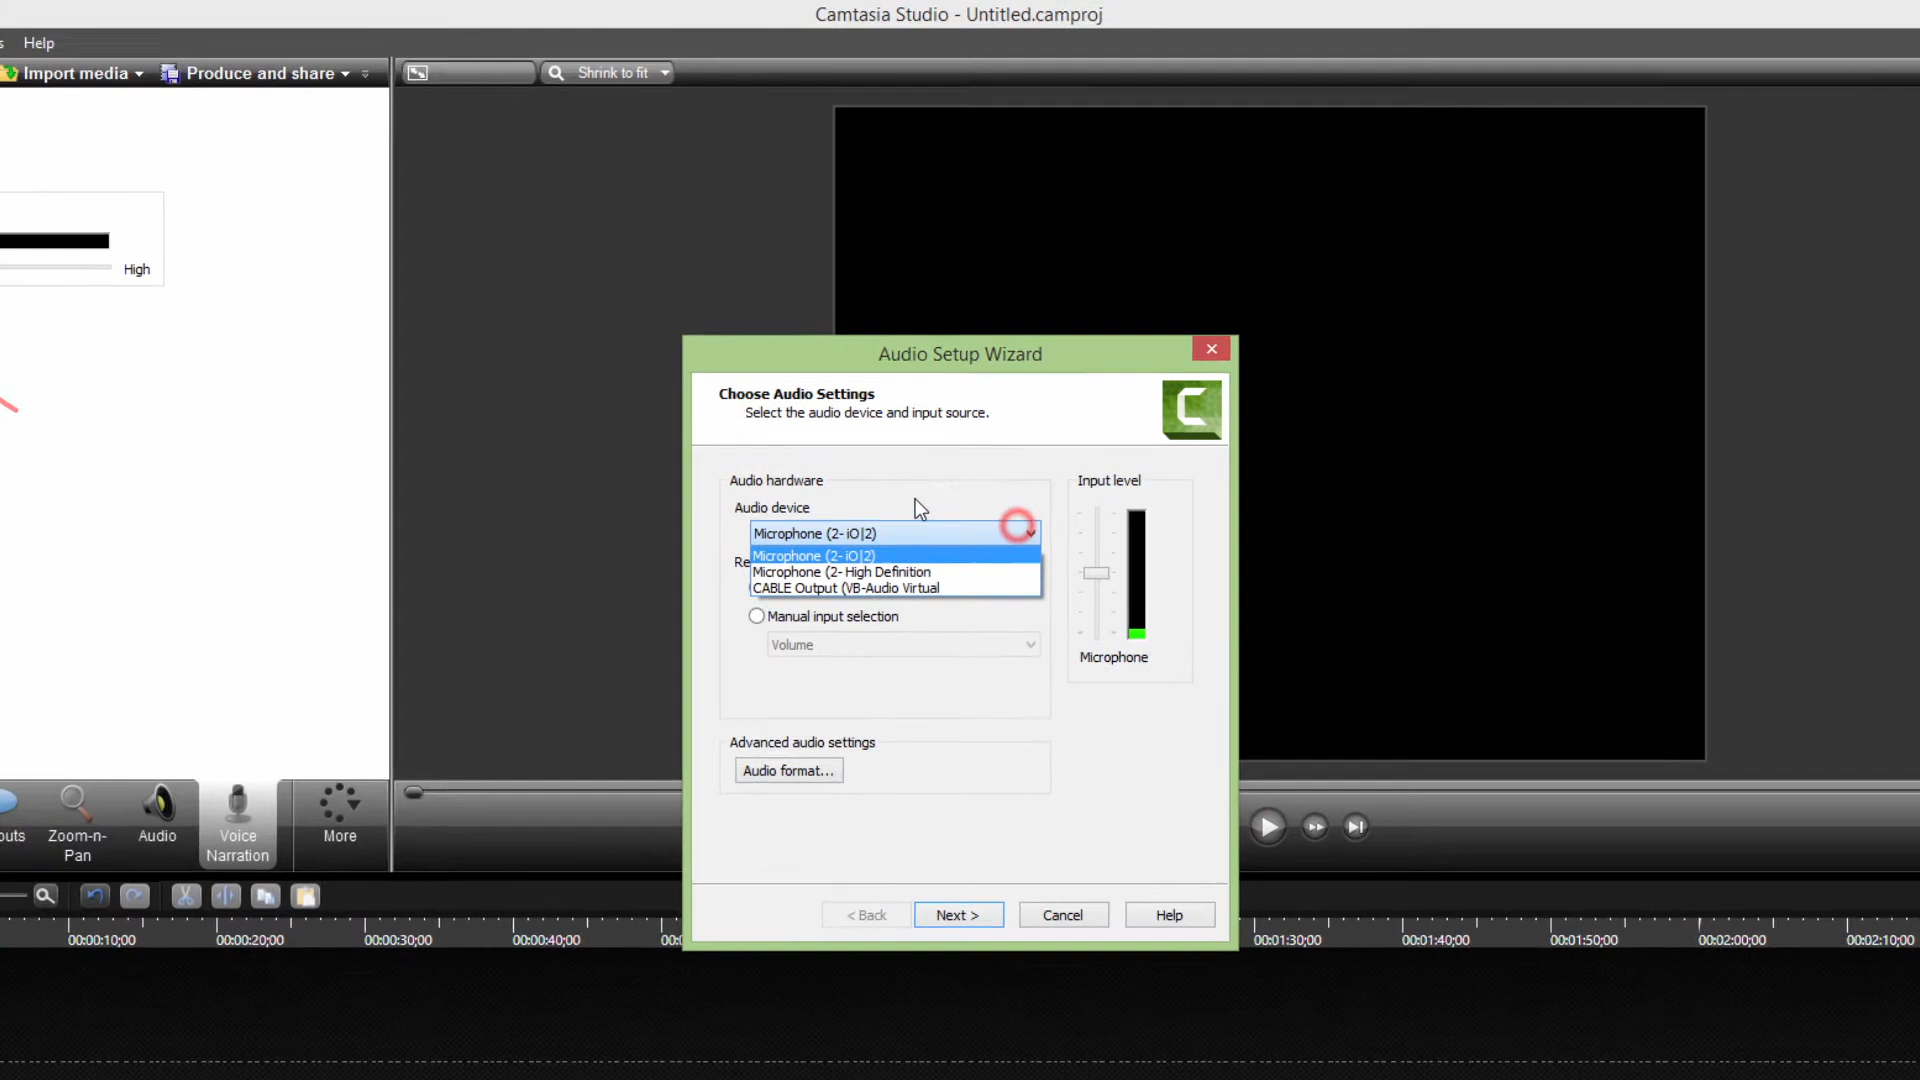 Camtasia Studio - Untitled.camproj
s Help
Import media Produce and share Shrink to fit
High
Audio Setup Wizard
Choose Audio Settings
Select the audio device and input source.
Audio hardware
Input level
Audio device
Microphone (2- iO|2)
Microphone (2- iO|2)
Re
Microphone (2- High Definition
CABLE Output (VB-Audio Virtual
Manual input selection
Volume
Microphone
Advanced audio settings
Audio format...
outs
Zoom-n-
Pan
Audio
Voice
Narration
More
< Back Next > Cancel Help
00:00:10;00 00:00:20;00 00:00:30;00 00:00:40;00 00:0 00:01:30;00 00:01:40;00 00:01:50;00 00:02:00;00 00:02:10;00